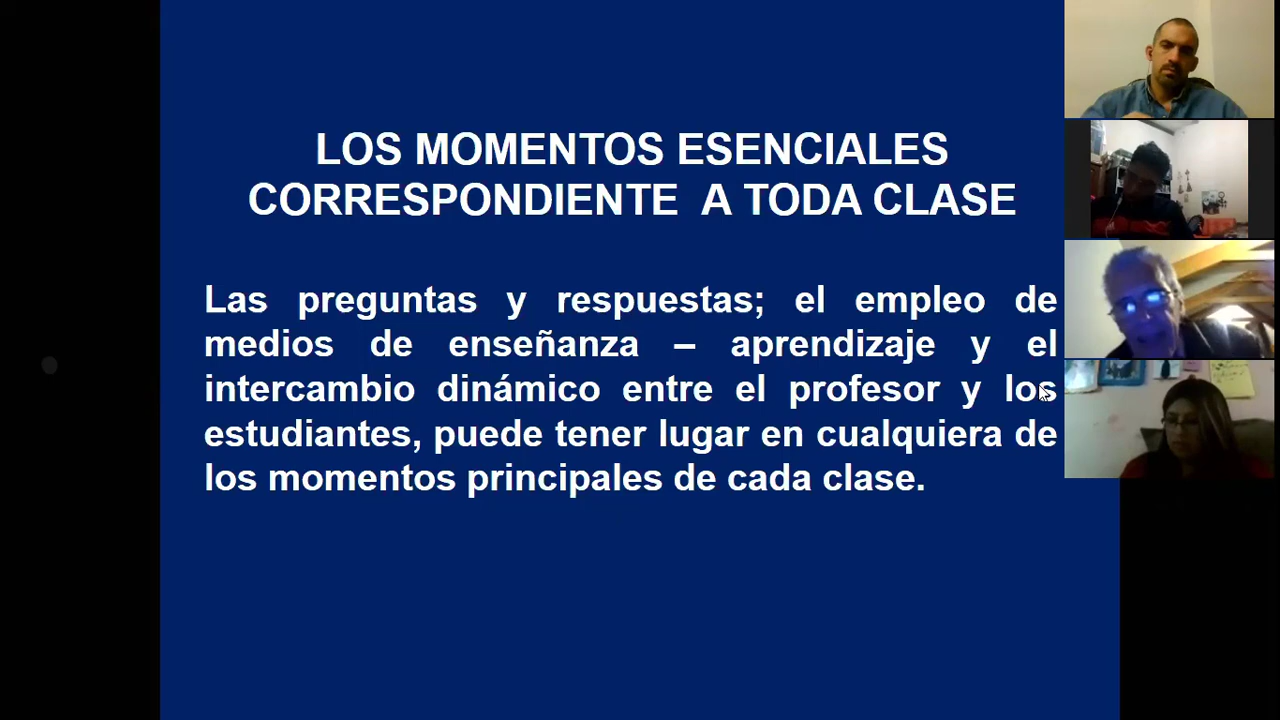 LOS MOMENTOS ESENCIALES
CORRESPONDIENTE A TODA CLASE
Las preguntas y respuestas; el empleo de
medios de enseñanza – aprendizaje y el
intercambio dinámico entre el profesor y los
estudiantes, puede tener lugar en cualquiera de
los momentos principales de cada clase.